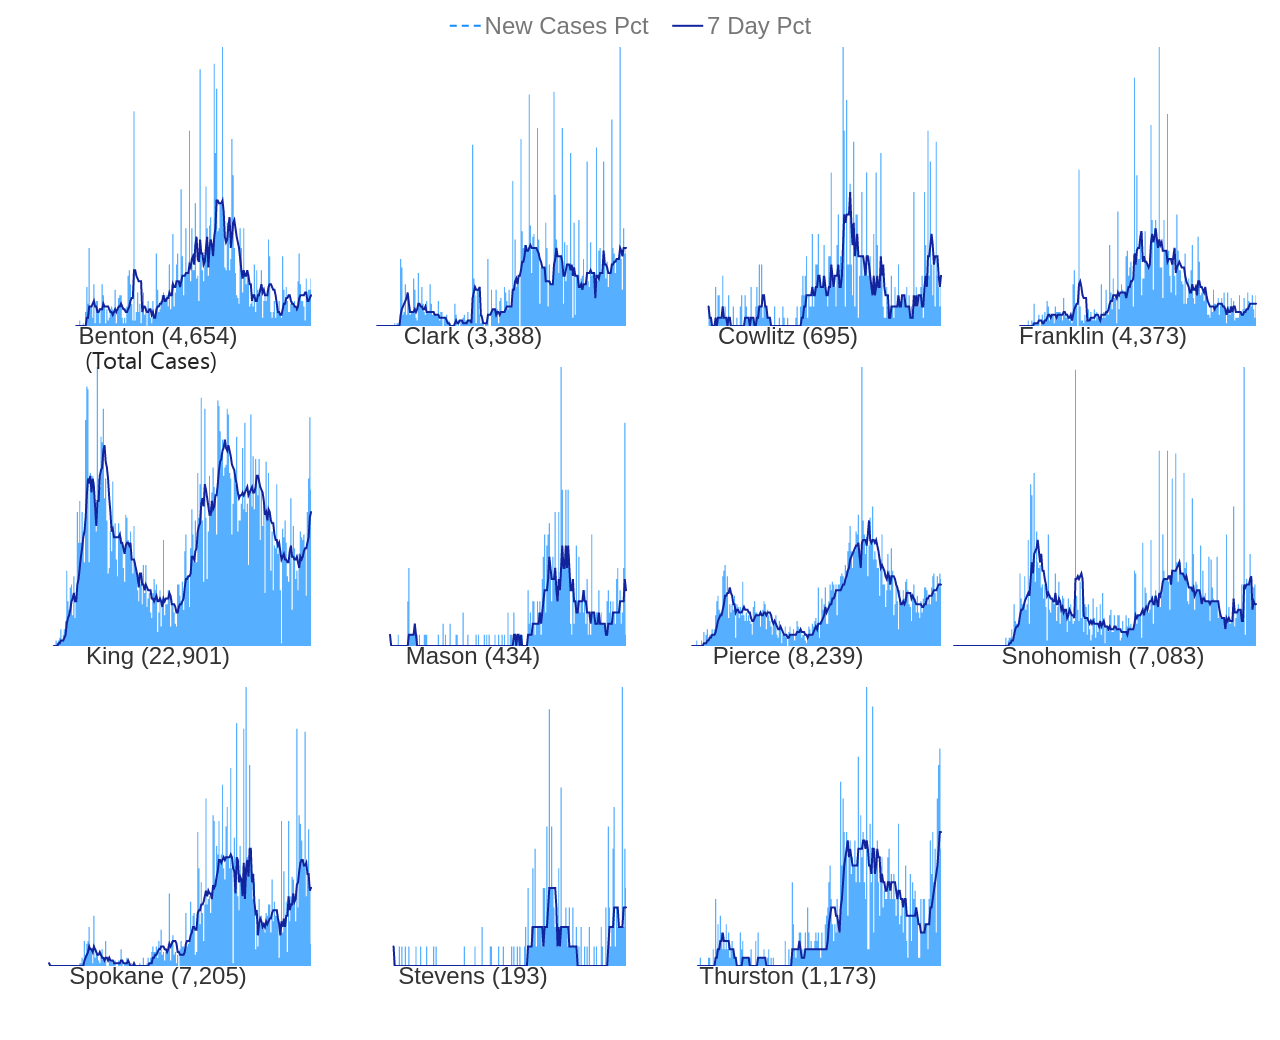 New Cases Pct 7 Day Pct
Benton (4,654) Clark (3,388) Cowlitz (695) Franklin (4,373)
(Total Cases)
King (22,901) Mason (434) Pierce (8,239) Snohomish (7,083)
Spokane (7,205) Stevens (193) Thurston (1,173)